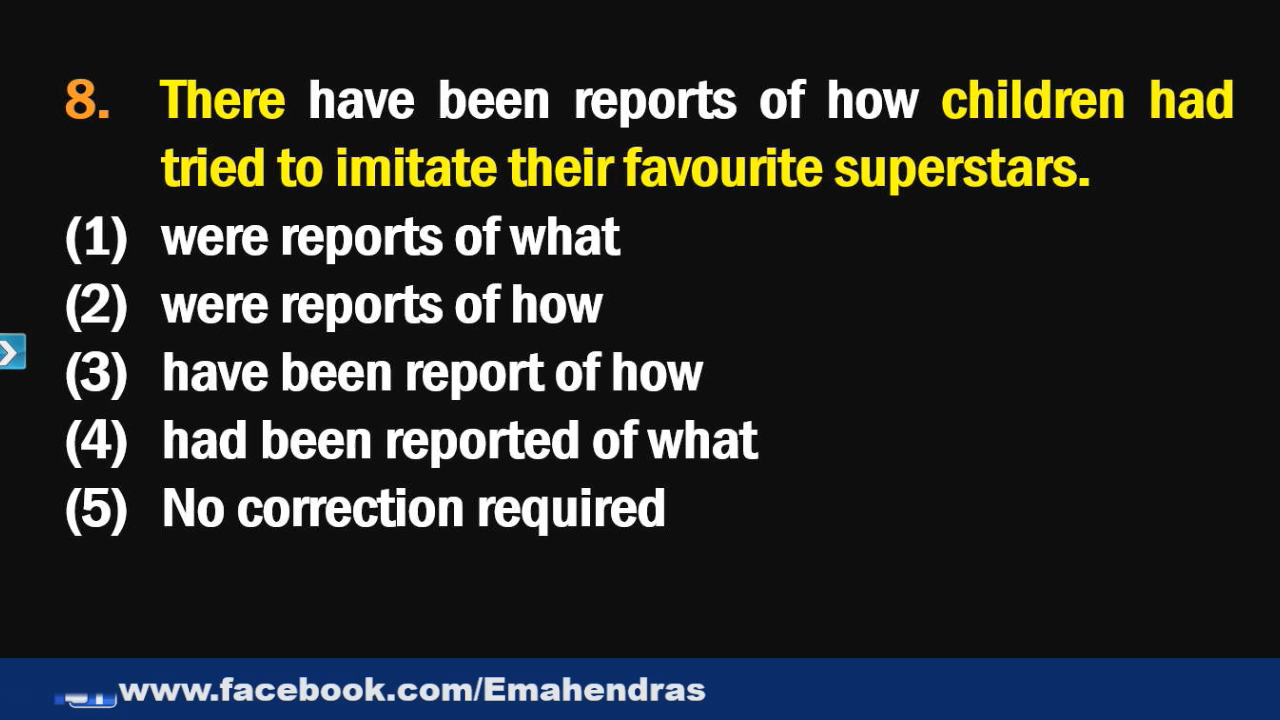 8. There have been reports of how children had
tried to imitate their favourite superstars.
(1) were reports of what
(2) were reports of how
(3) have been report of how
(4) had been reported of what
(5) No correction required
www.facebook.com/Emahendras